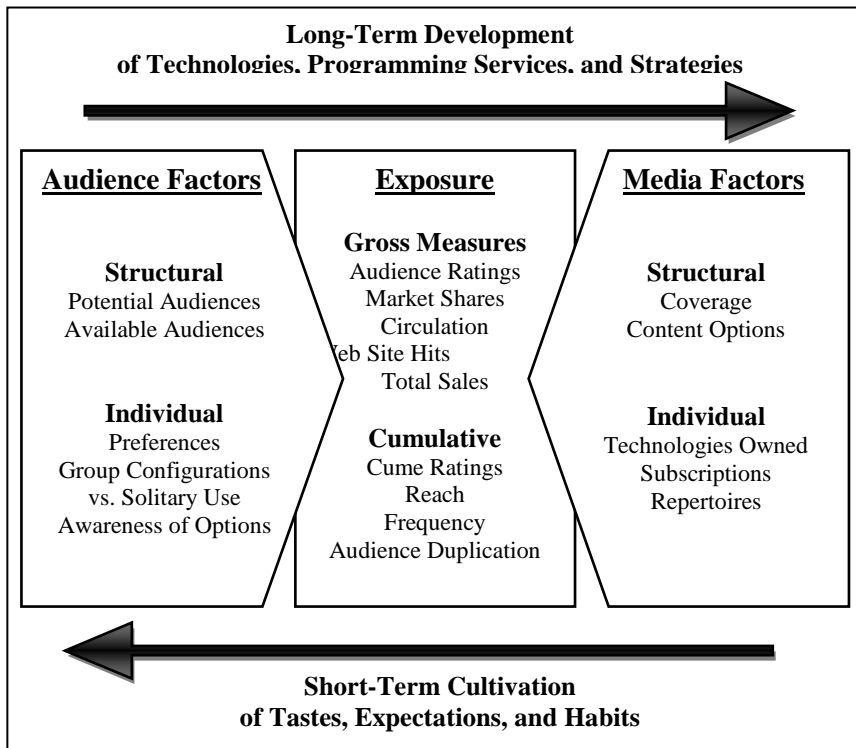 Long-Term Development
of Technologies, Programming Services, and Strategies
Audience Factors
Structural
Potential Audiences
Available Audiences
Individual
Preferences
Group Configurations
vs. Solitary Use
Awareness of Options
Exposure
Gross Measures
Audience Ratings
Market Shares
Circulation
eb Site Hits
Total Sales
Cumulative
Cume Ratings
Reach
Frequency
Audience Duplication
Media Factors
Structural
Coverage
Content Options
Individual
Technologies Owned
Subscriptions
Repertoires
Short-Term Cultivation
of Tastes, Expectations, and Habits